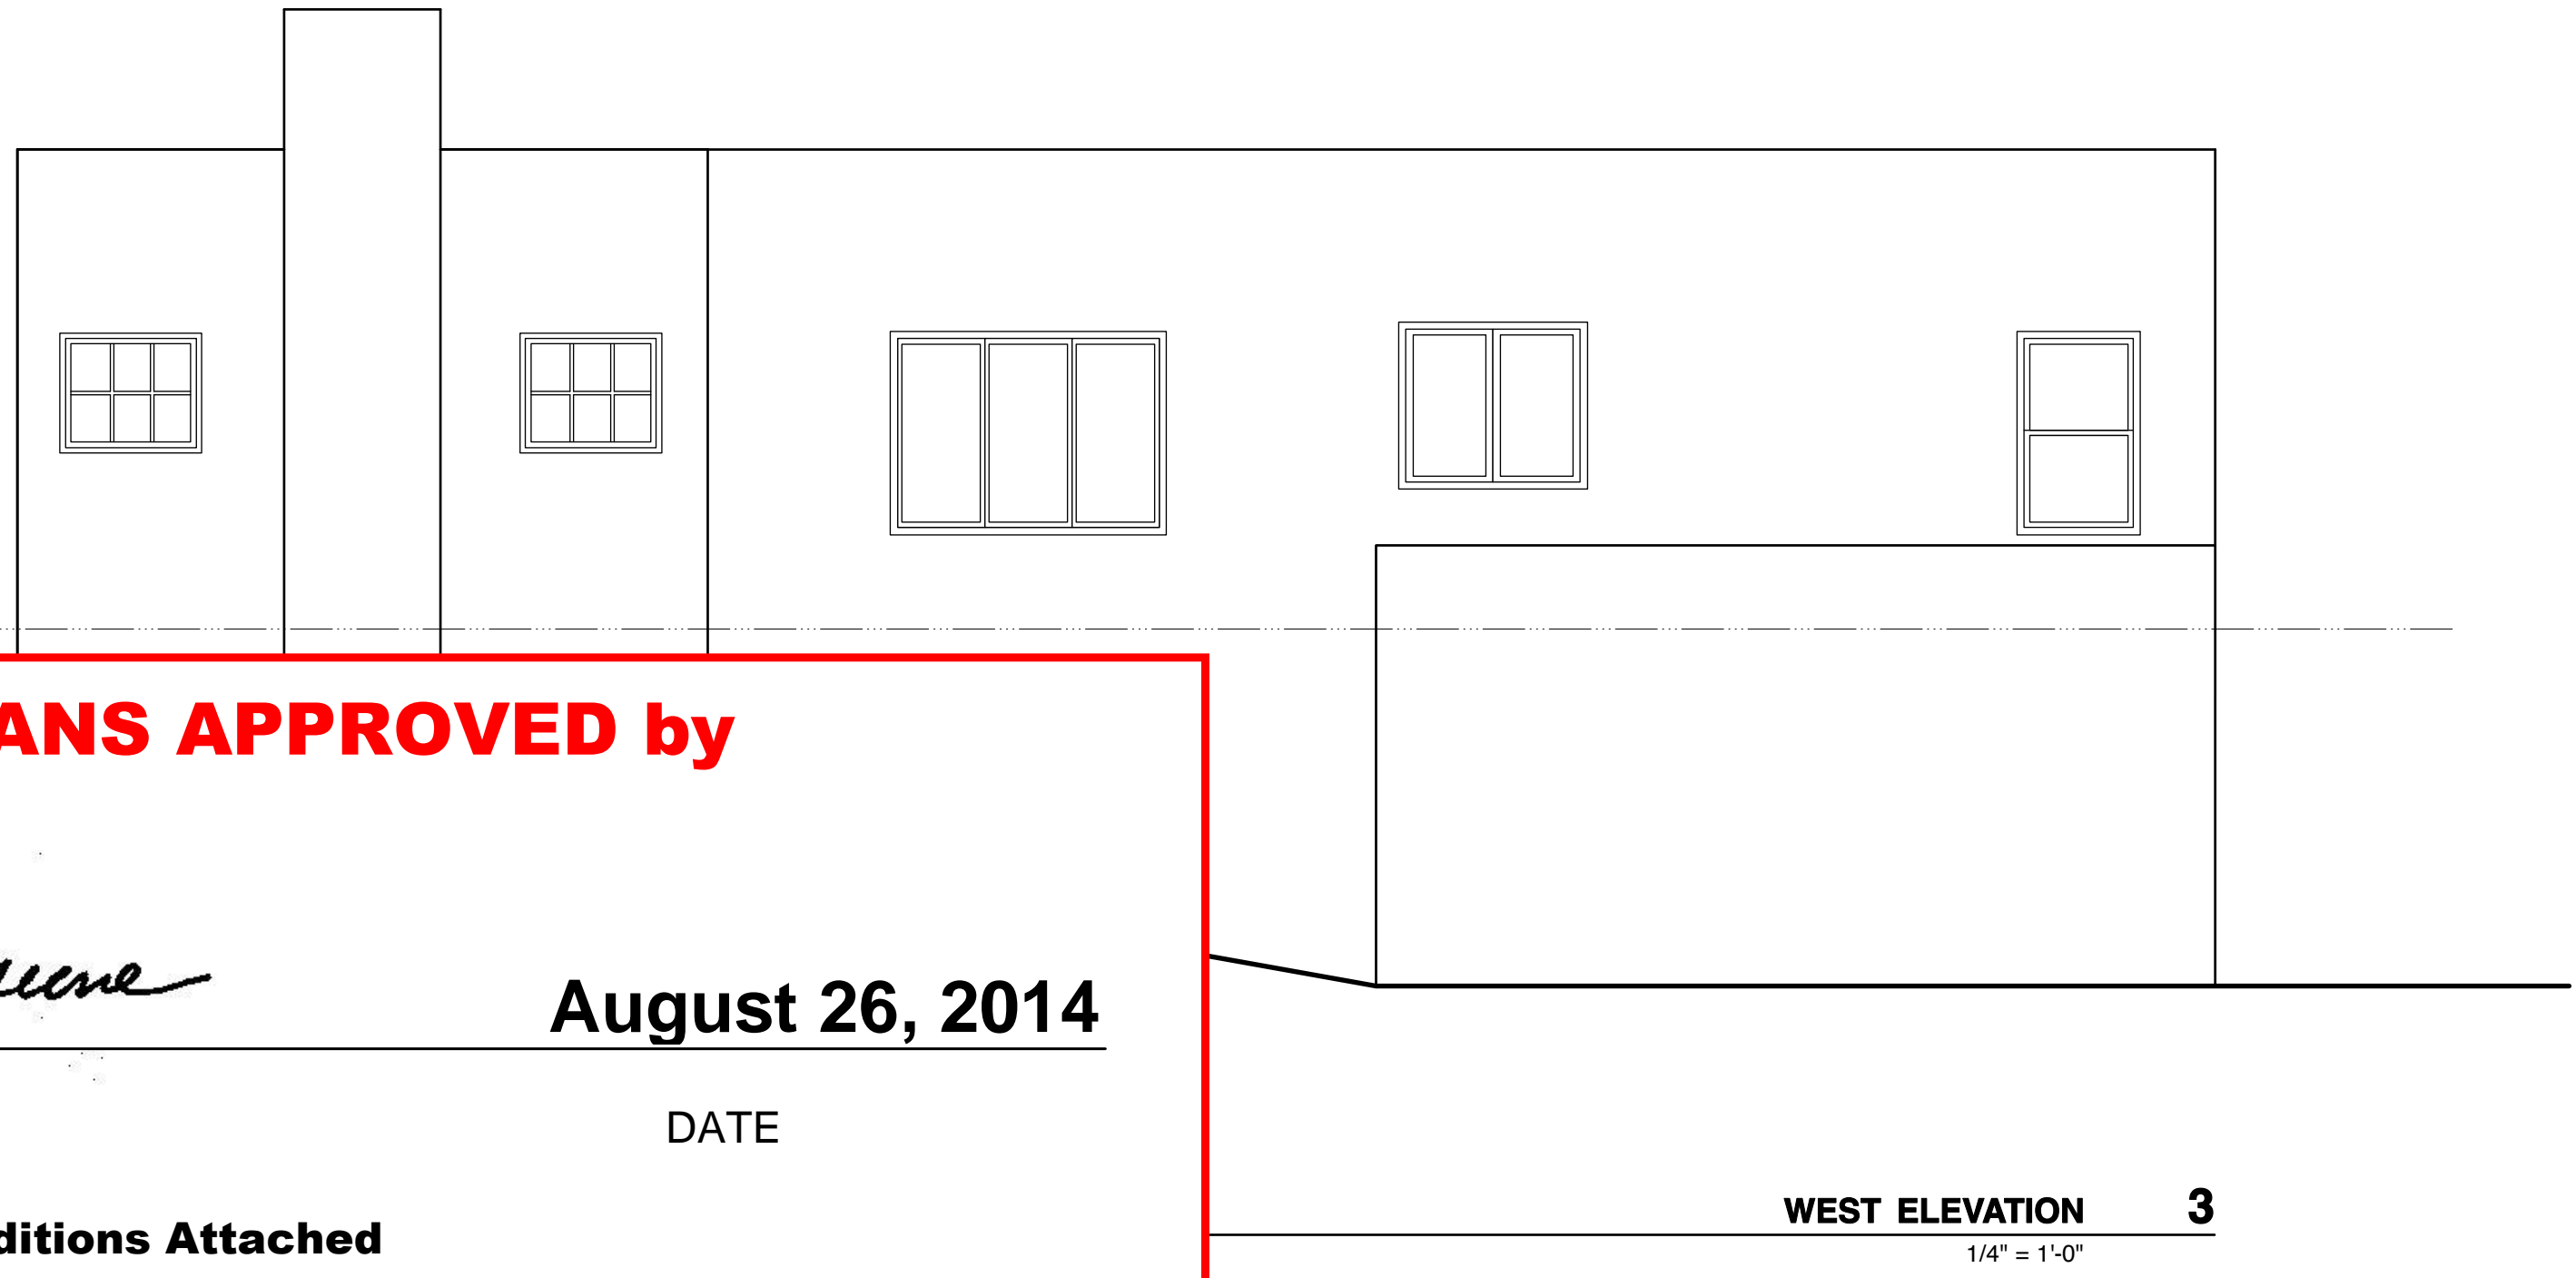 ANS APPROVED by
August 26, 2014
DATE
ditions Attached
WEST ELEVATION 3
1/4" = 1'-0"